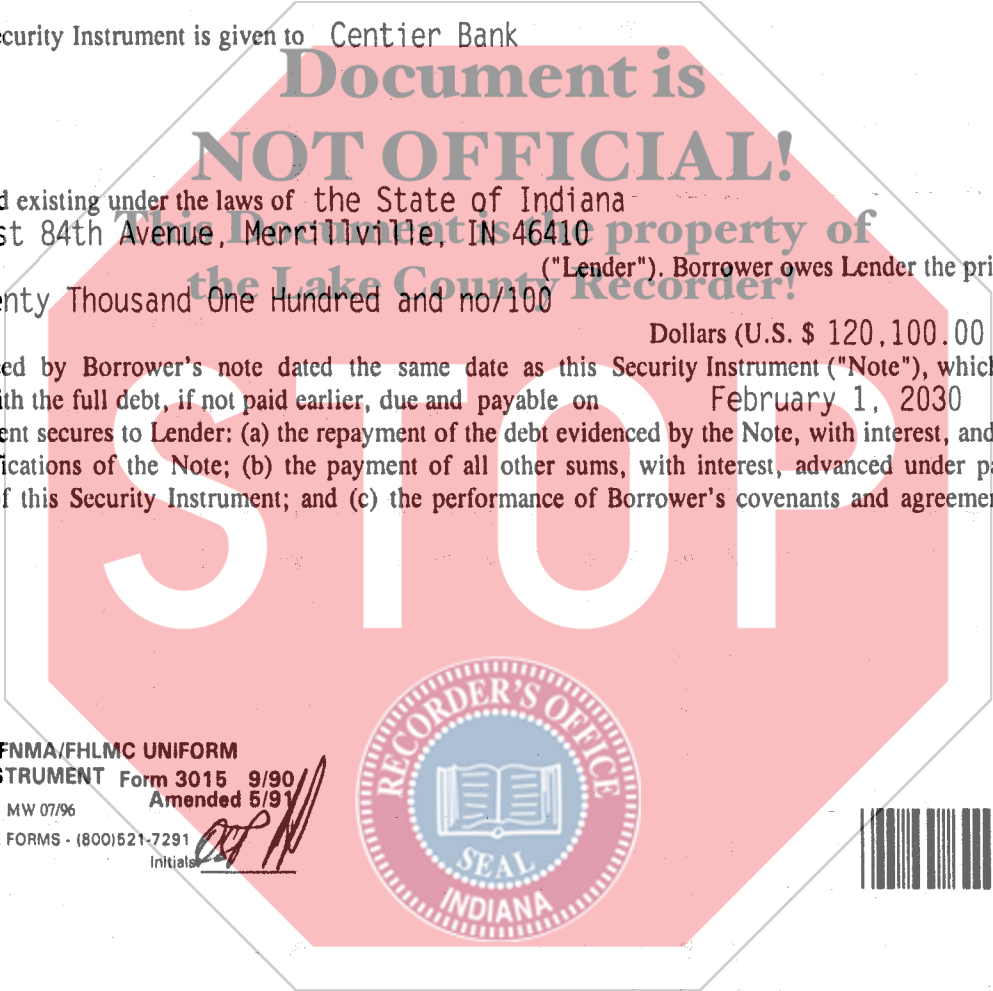 ecurity Instrument is given to Centier Bank
Document is
NOT OFFICIAL!
d existing under the laws of the State of Indiana
This Document is the property of
st 84th Avenue, Merrillville, IN 46410
("Lender"). Borrower owes Lender the pri
the Lake County Recorder!
enty Thousand One Hundred and no/100
Dollars (U.S. $ 120,100.00
ed by Borrower's note dated the same date as this Security Instrument ("Note"), which
ith the full debt, if not paid earlier, due and payable on February 1, 2030
ent secures to Lender: (a) the repayment of the debt evidenced by the Note, with interest, and
fications of the Note; (b) the payment of all other sums, with interest, advanced under pa
f this Security Instrument; and (c) the performance of Borrower's covenants and agreemen
STOP
RECORDER'S OFFICE
SEAL
INDIANA
FNMA/FHLMC UNIFORM
STRUMENT Form 3015 9/90
Amended 5/91
MW 07/96
FORMS - (800)521-7291
Initials